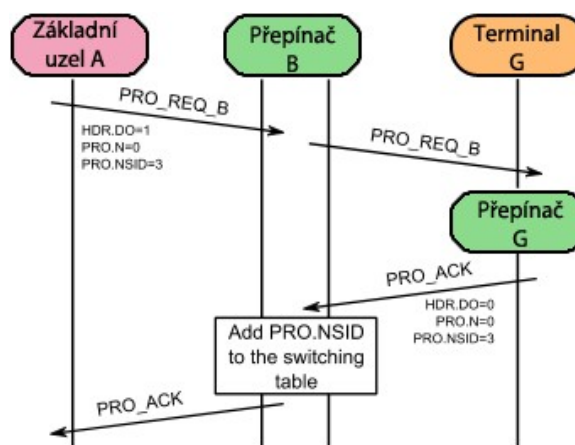 Základní
uzel A
Přepínač
B
Terminal
G
PRO_REQ_B
HDR.DO=1
PRO.N=0
PRO.NSID=3
PRO_REQ_B
Přepínač
G
PRO_ACK
HDR.DO=0
PRO.N=0
PRO.NSID=3
Add PRO.NSID
to the switching
table
PRO_ACK